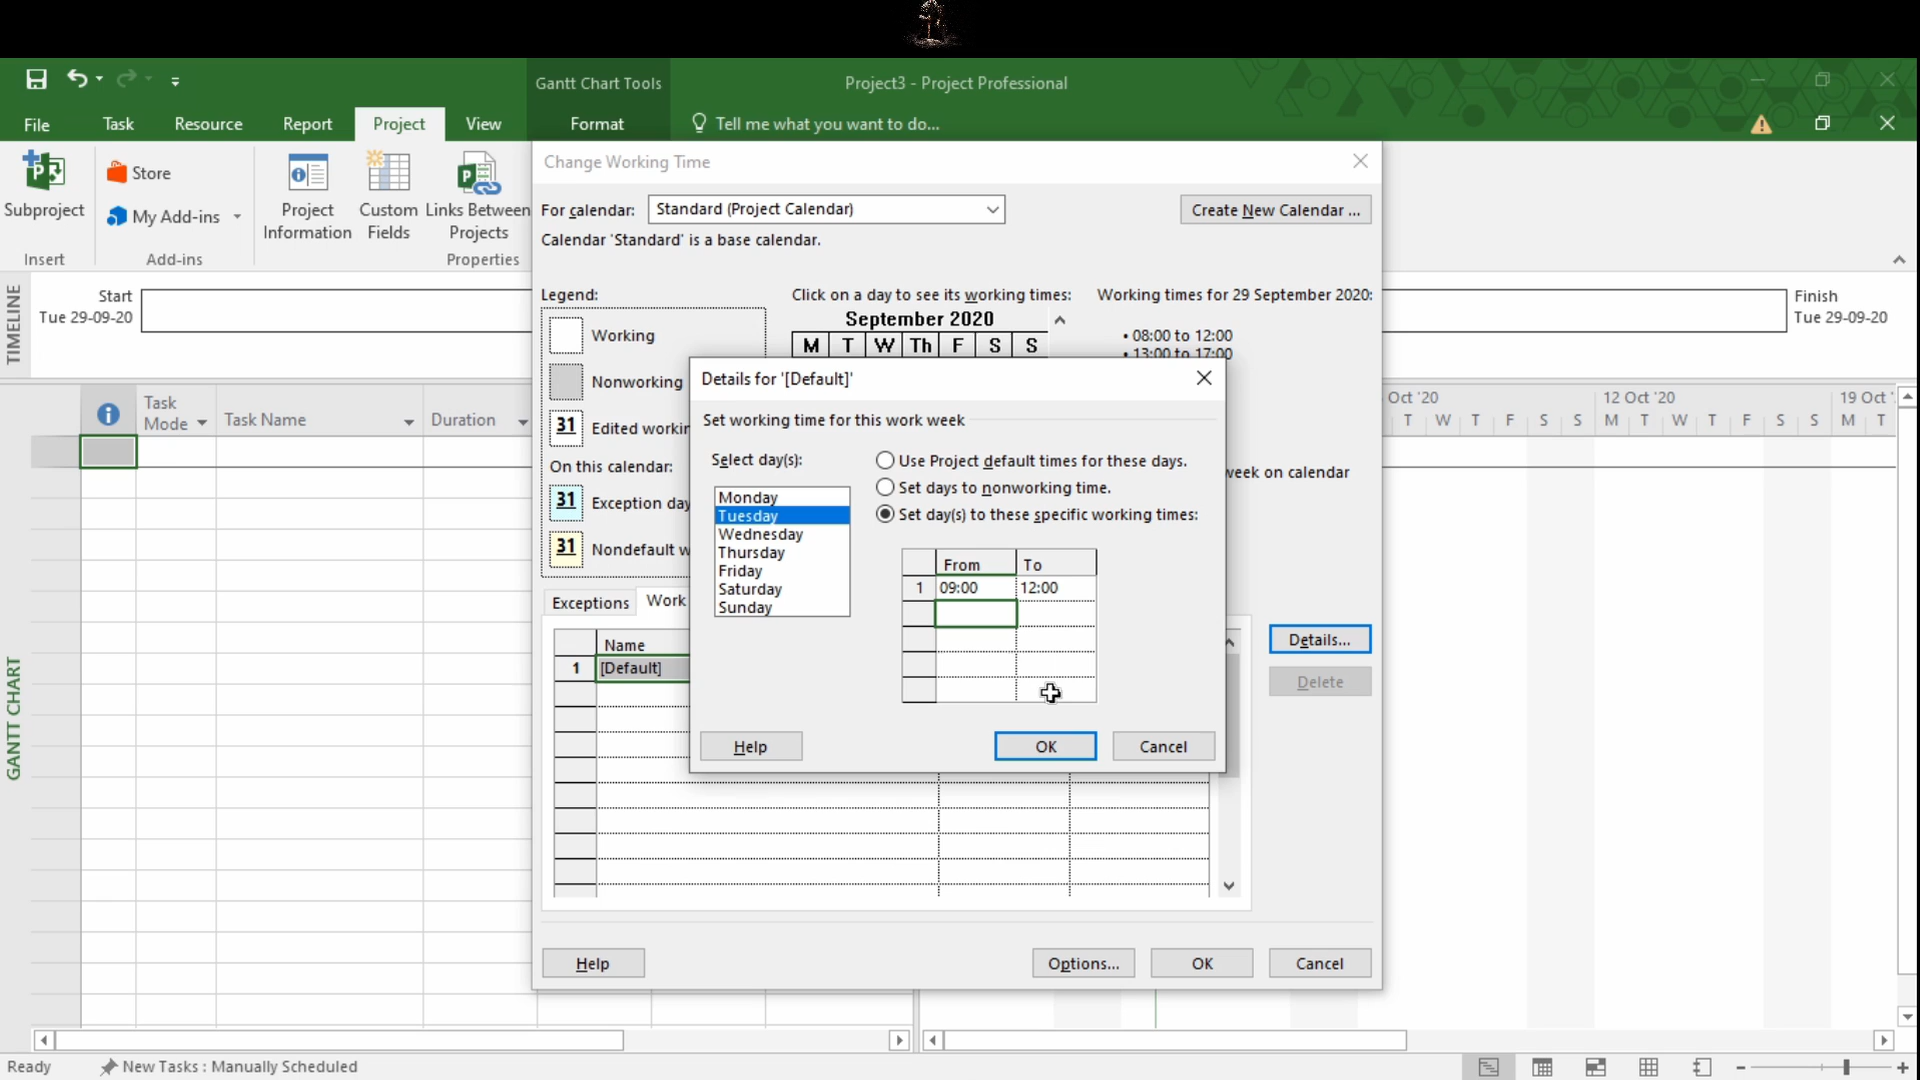 Gantt Chart Tools
Project3 - Project Professional
File
Task
Resource
Report
Project
View
Format
Tell me what you want to do...
Subproject
Store
My Add-ins
Project
Information
Custom
Fields
Links Between
Projects
Insert
Add-ins
Properties
Change Working Time
For calendar:
Standard (Project Calendar)
Create New Calendar ...
Calendar 'Standard' is a base calendar.
TIMELINE
Start
Tue 29-09-20
Finish
Tue 29-09-20
Legend:
Working
Nonworking
31
Edited workin
On this calendar:
31
Exception day
31
Nondefault w
Click on a day to see its working times:
September 2020
M T W Th F S S
Working times for 29 September 2020:
• 08:00 to 12:00
• 13:00 to 17:00
week on calendar
Details for '[Default]'
Set working time for this work week
Select day(s):
Monday
Tuesday
Wednesday
Thursday
Friday
Saturday
Sunday
Use Project default times for these days.
Set days to nonworking time.
Set day(s) to these specific working times:
From To
1 09:00 12:00
Help
OK
Cancel
Exceptions
Work
Name
1 [Default]
Details...
Delete
Help
Options...
OK
Cancel
GANTT CHART
Task
Mode
Task Name
Duration
Oct '20
12 Oct '20
19 Oct '
T W T F S S M T W T F S S M T
Ready
New Tasks : Manually Scheduled